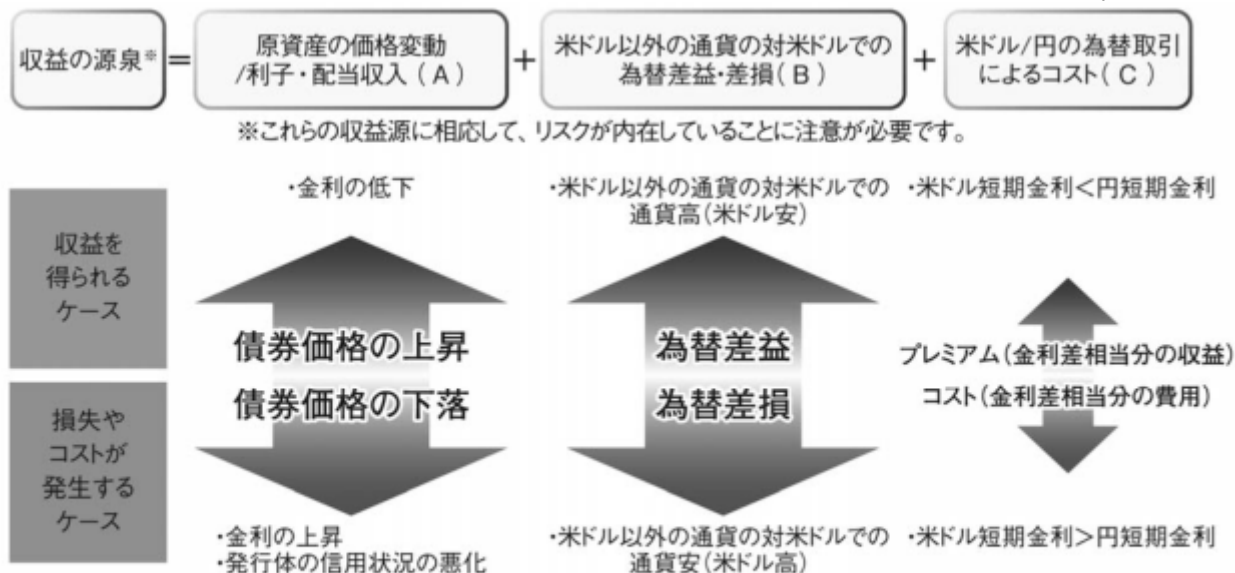 収益の源泉※
=
原資産の価格変動
/利子・配当収入(A)
+
米ドル以外の通貨の対米ドルでの
為替差益・差損(B)
+
米ドル/円の為替取引
によるコスト(C)
※これらの収益源に相応して、リスクが内在していることに注意が必要です。
収益を
得られる
ケース
・金利の低下
・米ドル以外の通貨の対米ドルでの
通貨高(米ドル安)
・米ドル短期金利<円短期金利
債券価格の上昇
為替差益
プレミアム(金利差相当分の収益)
債券価格の下落
為替差損
コスト(金利差相当分の費用)
損失や
コストが
発生する
ケース
・金利の上昇
・発行体の信用状況の悪化
・米ドル以外の通貨の対米ドルでの
通貨安(米ドル高)
・米ドル短期金利>円短期金利